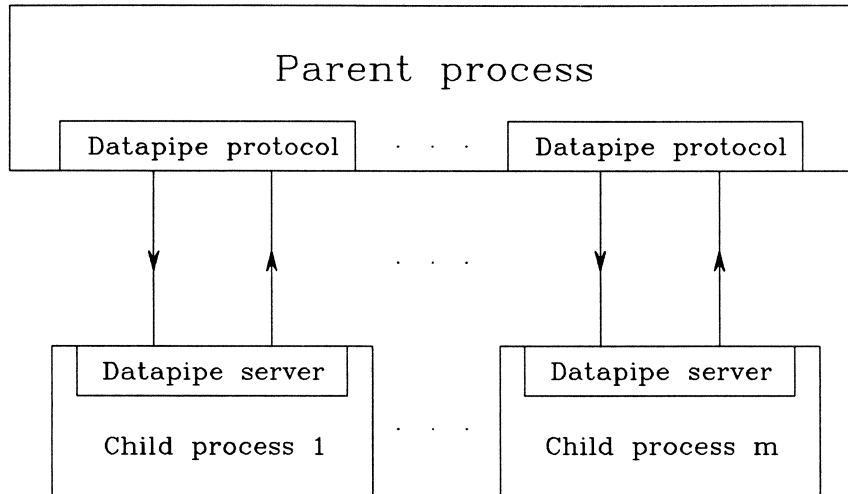 Parent process
Datapipe protocol . . . Datapipe protocol
. . .
Datapipe server Datapipe server
. . .
Child process 1 Child process m